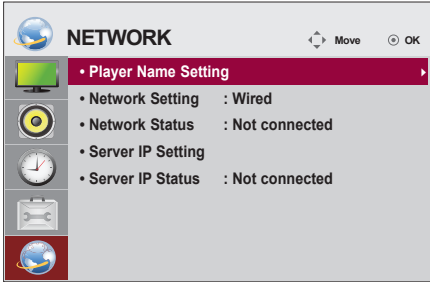 NETWORK Move OK
• Player Name Setting
• Network Setting : Wired
• Network Status : Not connected
• Server IP Setting
• Server IP Status : Not connected